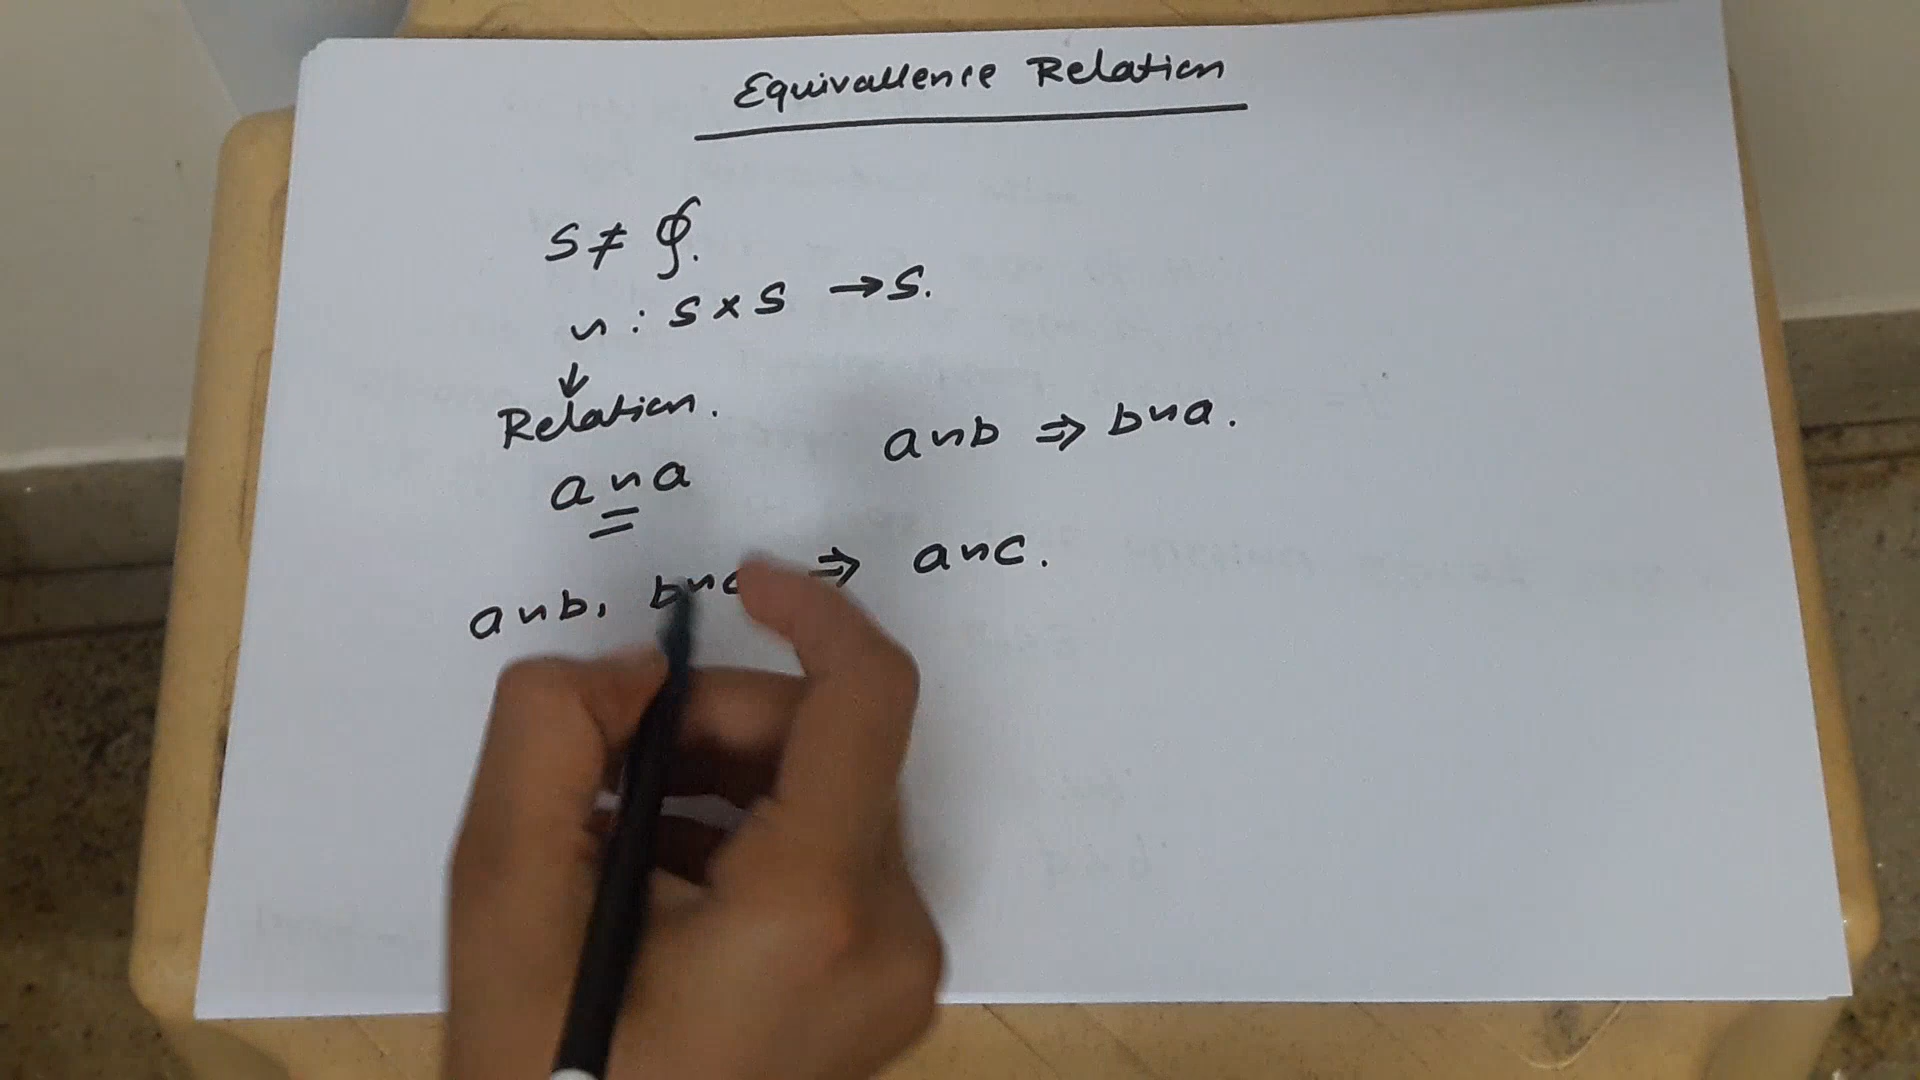 Equivallence Relation
S ≠ φ.
~ : S × S → S.
↓
Relation.
a ~ a
a ~ b ⇒ b ~ a.
a ~ b, b ~ c ⇒ a ~ c.